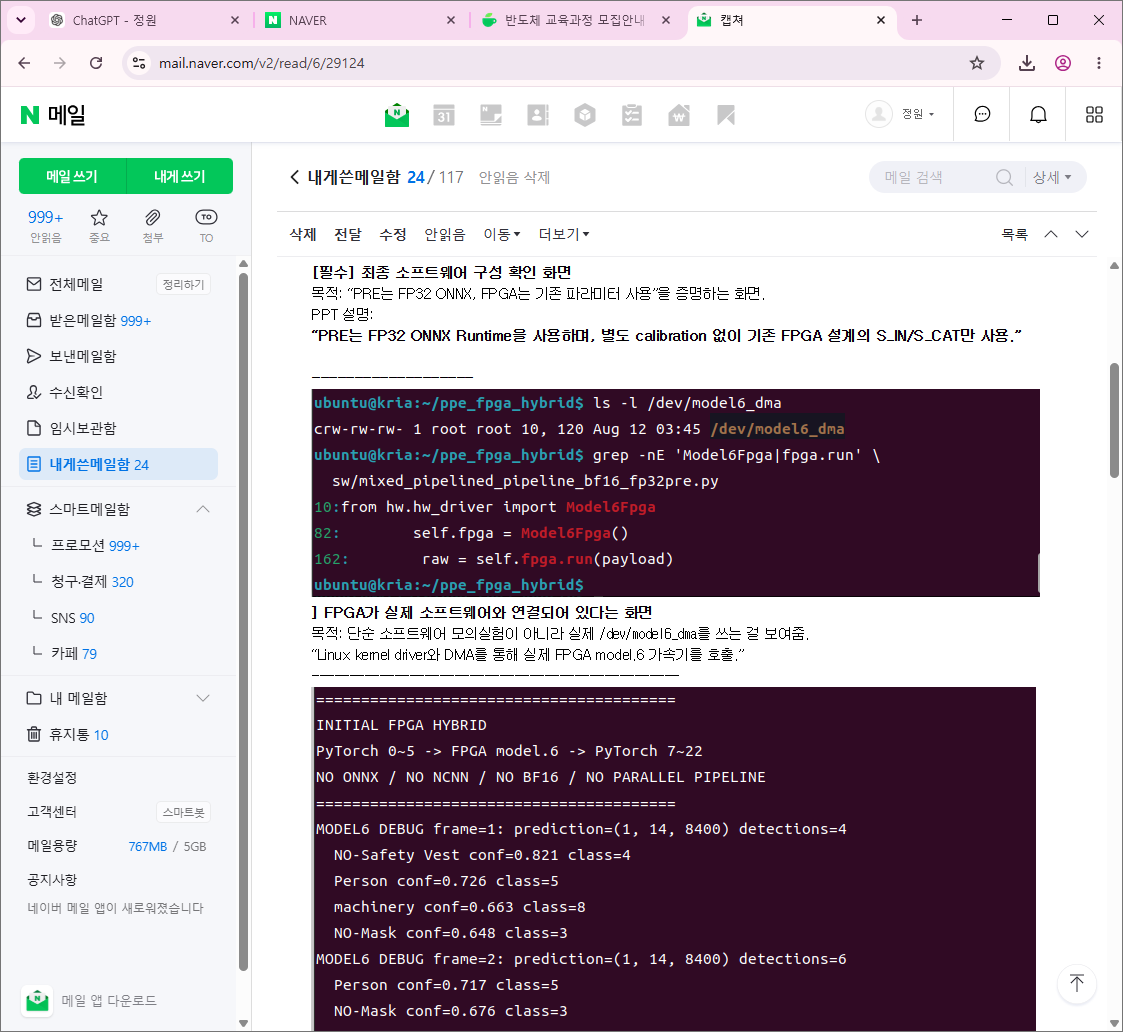 ChatGPT - 정원
NAVER
반도체 교육과정 모집안내
캡쳐
mail.naver.com/v2/read/6/29124
N 메일
정원
메일 쓰기
내게 쓰기
999+
안읽음
중요
첨부
TO
TO
전체메일
정리하기
받은메일함 999+
보낸메일함
수신확인
임시보관함
내게쓴메일함 24
스마트메일함
프로모션 999+
청구·결제 320
SNS 90
카페 79
내 메일함
휴지통 10
환경설정
고객센터
스마트봇
메일용량
767MB / 5GB
공지사항
네이버 메일 앱이 새로워졌습니다
메일 앱 다운로드
내게쓴메일함 24 / 117 안읽음 삭제
메일 검색
상세
삭제 전달 수정 안읽음 이동 더보기
목록
[필수] 최종 소프트웨어 구성 확인 화면
목적: “PRE는 FP32 ONNX, FPGA는 기존 파라미터 사용”을 증명하는 화면.
PPT 설명:
“PRE는 FP32 ONNX Runtime을 사용하며, 별도 calibration 없이 기존 FPGA 설계의 S_IN/S_CAT만 사용.”
ubuntu@kria:~/ppe_fpga_hybrid$ ls -l /dev/model6_dma
crw-rw-rw- 1 root root 10, 120 Aug 12 03:45 /dev/model6_dma
ubuntu@kria:~/ppe_fpga_hybrid$ grep -nE 'Model6Fpga|fpga.run' \
sw/mixed_pipelined_pipeline_bf16_fp32pre.py
10:from hw.hw_driver import Model6Fpga
82: self.fpga = Model6Fpga()
162: raw = self.fpga.run(payload)
ubuntu@kria:~/ppe_fpga_hybrid$
] FPGA가 실제 소프트웨어와 연결되어 있다는 화면
목적: 단순 소프트웨어 모의실험이 아니라 실제 /dev/model6_dma를 쓰는 걸 보여줌.
“Linux kernel driver와 DMA를 통해 실제 FPGA model.6 가속기를 호출.”
========================================
INITIAL FPGA HYBRID
PyTorch 0~5 -> FPGA model.6 -> PyTorch 7~22
NO ONNX / NO NCNN / NO BF16 / NO PARALLEL PIPELINE
========================================
MODEL6 DEBUG frame=1: prediction=(1, 14, 8400) detections=4
NO-Safety Vest conf=0.821 class=4
Person conf=0.726 class=5
machinery conf=0.663 class=8
NO-Mask conf=0.648 class=3
MODEL6 DEBUG frame=2: prediction=(1, 14, 8400) detections=6
Person conf=0.717 class=5
NO-Mask conf=0.676 class=3